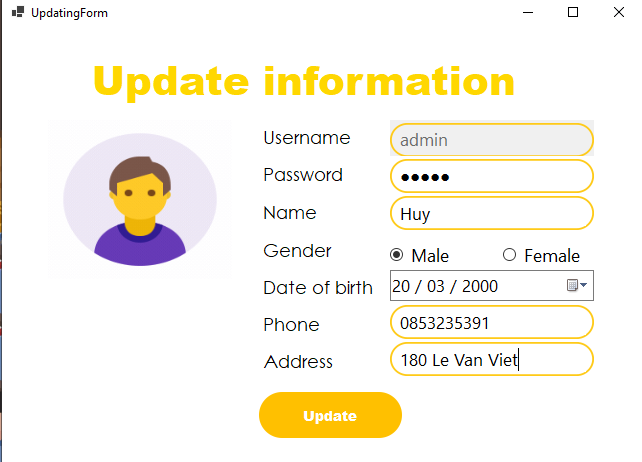 UpdatingForm
Update information
Username admin
Password ●●●●●
Name Huy
Gender Male Female
Date of birth 20 / 03 / 2000
Phone 0853235391
Address 180 Le Van Viet
Update